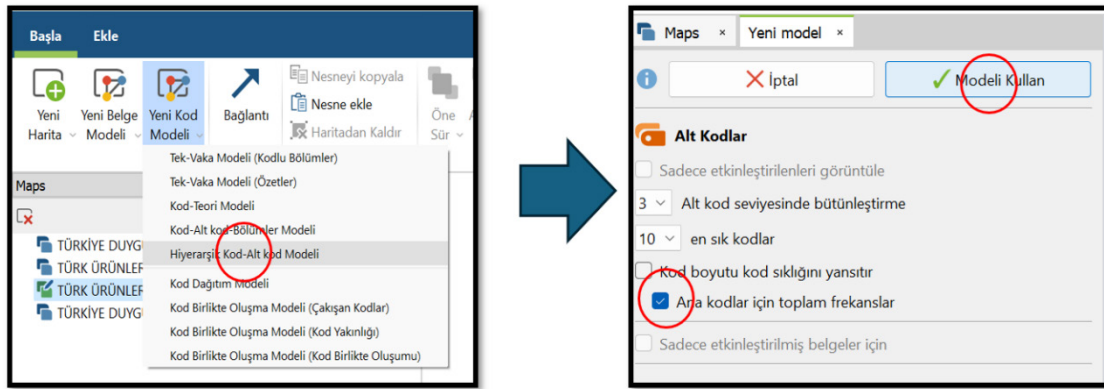 Başla Ekle
Yeni Harita
Yeni Belge Modeli
Yeni Kod Modeli
Bağlantı
Nesneyi kopyala
Nesne ekle
Haritadan Kaldır
Öne Sür
Maps
TÜRKİYE DUYG
TÜRK ÜRÜNLER
TÜRK ÜRÜNLER
TÜRKİYE DUYG
Tek-Vaka Modeli (Kodlu Bölümler)
Tek-Vaka Modeli (Özetler)
Kod-Teori Modeli
Kod-Alt kod-Bölümler Modeli
Hiyerarşik Kod-Alt kod Modeli
Kod Dağıtım Modeli
Kod Birlikte Oluşma Modeli (Çakışan Kodlar)
Kod Birlikte Oluşma Modeli (Kod Yakınlığı)
Kod Birlikte Oluşma Modeli (Kod Birlikte Oluşumu)
Maps × Yeni model ×
İptal
Modeli Kullan
Alt Kodlar
Sadece etkinleştirilenleri görüntüle
3 Alt kod seviyesinde bütünleştirme
10 en sık kodlar
Kod boyutu kod sıklığını yansıtır
Ana kodlar için toplam frekanslar
Sadece etkinleştirilmiş belgeler için